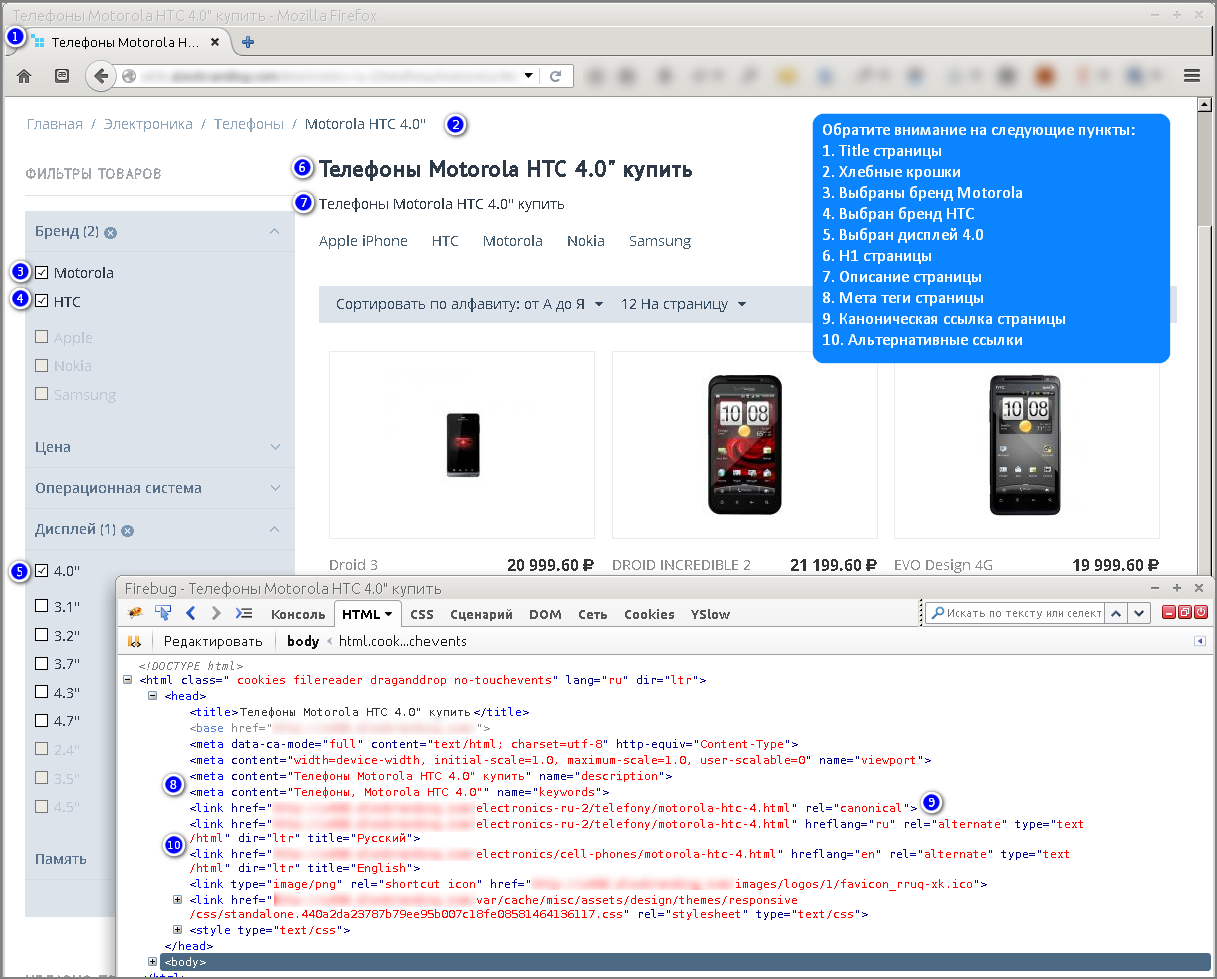 Телефоны Motorola HTC 4.0" купить - Mozilla Firefox
1
Телефоны Motorola H...
Главная / Электроника / Телефоны / Motorola HTC 4.0" 2
ФИЛЬТРЫ ТОВАРОВ
Бренд (2)
3 Motorola
4 HTC
Apple
Nokia
Samsung
Цена
Операционная система
Дисплей (1)
5 4.0"
3.1"
3.2"
3.7"
4.3"
4.7"
2.4"
3.5"
4.5"
Память
6 Телефоны Motorola HTC 4.0" купить
7 Телефоны Motorola HTC 4.0" купить
Apple iPhone HTC Motorola Nokia Samsung
Сортировать по алфавиту: от А до Я 12 На страницу
Обратите внимание на следующие пункты:
1. Title страницы
2. Хлебные крошки
3. Выбраны бренд Motorola
4. Выбран бренд HTC
5. Выбран дисплей 4.0
6. H1 страницы
7. Описание страницы
8. Мета теги страницы
9. Каноническая ссылка страницы
10. Альтернативные ссылки
Droid 3 20 999.60 ₽ DROID INCREDIBLE 2 21 199.60 ₽ EVO Design 4G 19 999.60 ₽
Firebug - Телефоны Motorola HTC 4.0" купить
Консоль HTML CSS Сценарий DOM Сеть Cookies YSlow Искать по тексту или селект
Редактировать body < html.cook...chevents
<!DOCTYPE html>
<html class=" cookies filereader draganddrop no-touchevents" lang="ru" dir="ltr">
<head>
<title>Телефоны Motorola HTC 4.0" купить</title>
<base href="">
<meta data-ca-mode="full" content="text/html; charset=utf-8" http-equiv="Content-Type">
<meta content="width=device-width, initial-scale=1.0, maximum-scale=1.0, user-scalable=0" name="viewport">
<meta content="Телефоны Motorola HTC 4.0" купить" name="description">
8
<meta content="Телефоны, Motorola HTC 4.0"" name="keywords">
<link href="electronics-ru-2/telefony/motorola-htc-4.html" rel="canonical"> 9
<link href="electronics-ru-2/telefony/motorola-htc-4.html" hreflang="ru" rel="alternate" type="text
/html" dir="ltr" title="Русский">
10
<link href="electronics/cell-phones/motorola-htc-4.html" hreflang="en" rel="alternate" type="text
/html" dir="ltr" title="English">
<link type="image/png" rel="shortcut icon" href="images/logos/1/favicon_rruq-xk.ico">
<link href="var/cache/misc/assets/design/themes/responsive
/css/standalone.440a2da23787b79ee95b007c18fe08581464136117.css" rel="stylesheet" type="text/css">
<style type="text/css">
</head>
<body>